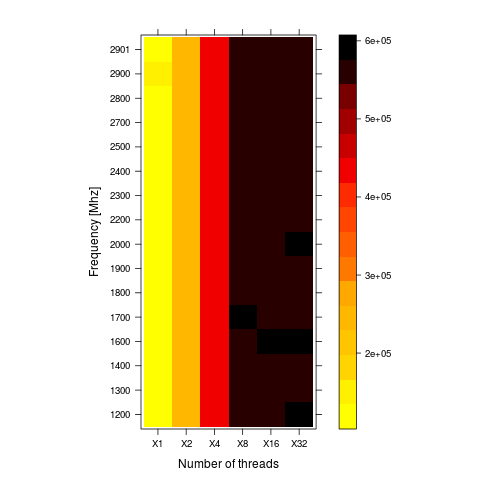 2901
2900
2800
2700
2500
2400
2300
2200
2000
1900
1800
1700
1600
1400
1300
1200
Frequency [Mhz]
X1 X2 X4 X8 X16 X32
Number of threads
6e+05
5e+05
4e+05
3e+05
2e+05